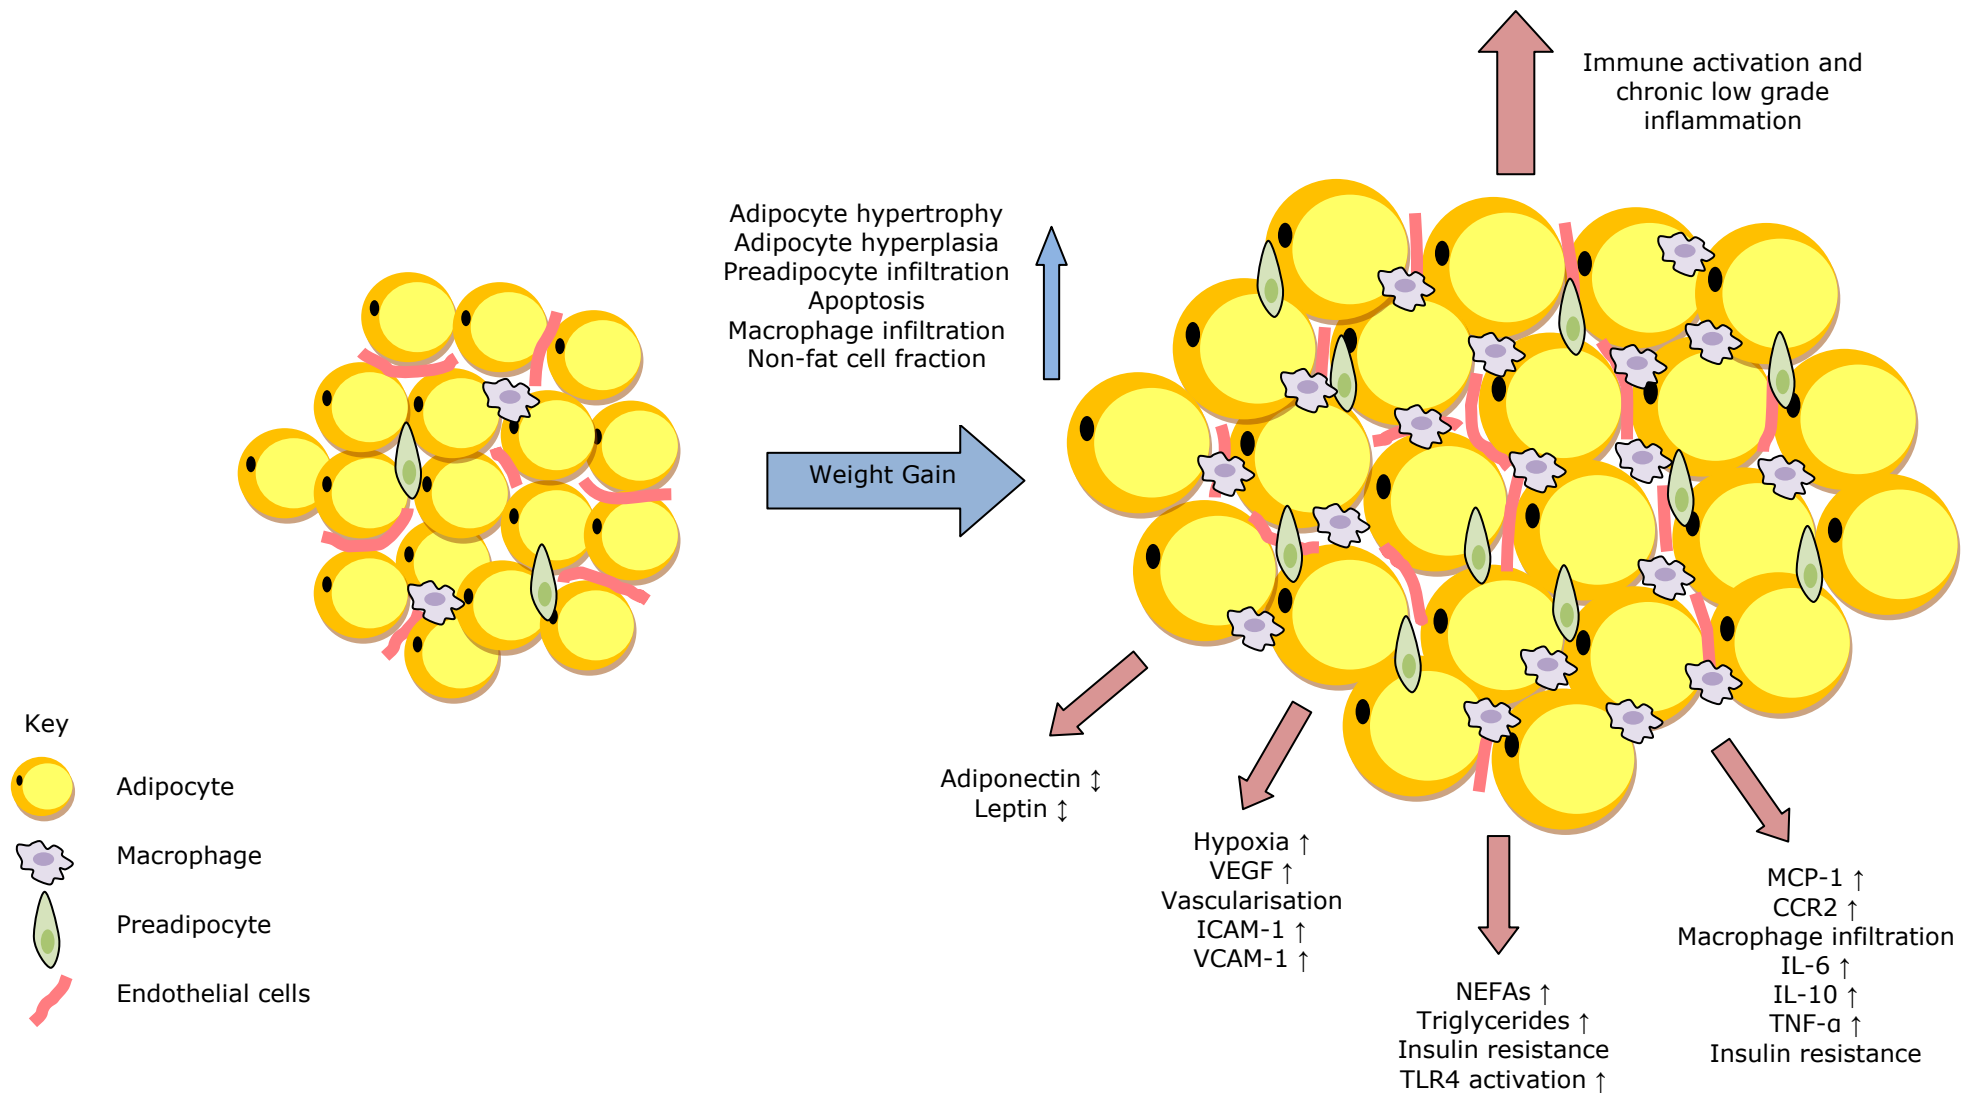 Immune activation and
chronic low grade
inflammation
Adipocyte hypertrophy
Adipocyte hyperplasia
Preadipocyte infiltration
Apoptosis
Macrophage infiltration
Non-fat cell fraction
Weight Gain
Key
Adipocyte
Macrophage
Preadipocyte
Endothelial cells
Adiponectin ↕
Leptin ↕
Hypoxia ↑
VEGF ↑
Vascularisation
ICAM-1 ↑
VCAM-1 ↑
NEFAs ↑
Triglycerides ↑
Insulin resistance
TLR4 activation ↑
MCP-1 ↑
CCR2 ↑
Macrophage infiltration
IL-6 ↑
IL-10 ↑
TNF-α ↑
Insulin resistance